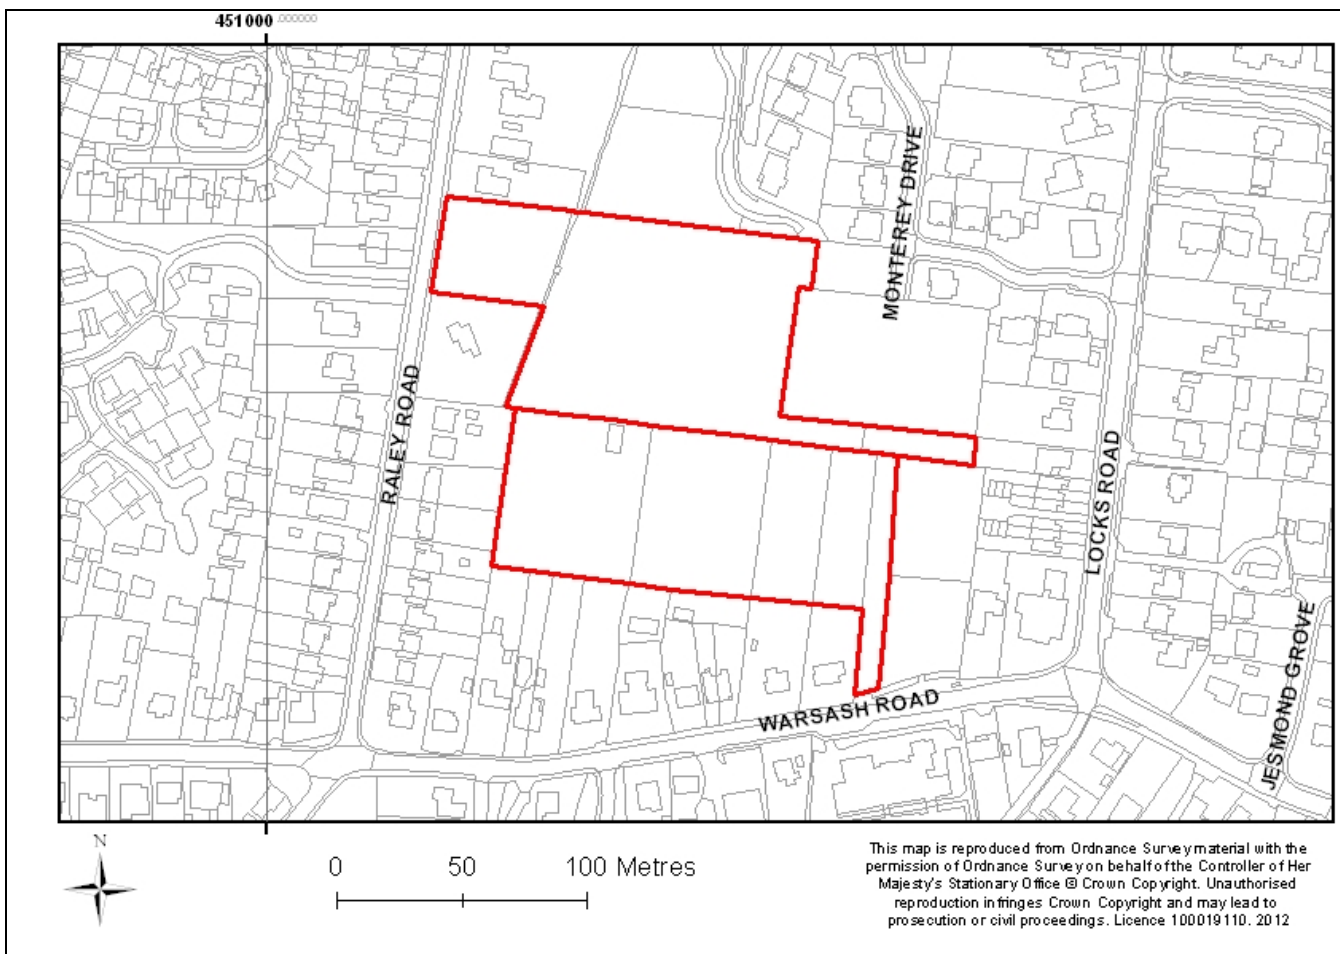 451000 .000000
MONTEREY DRIVE
RALEY ROAD
LOCKS ROAD
WARSASH ROAD
JESMOND GROVE
N
0 50 100 Metres
This map is reproduced from Ordnance Survey material with the
permission of Ordnance Survey on behalf of the Controller of Her
Majesty's Stationary Office © Crown Copyright. Unauthorised
reproduction infringes Crown Copyright and may lead to
prosecution or civil proceedings. Licence 100019110. 2012